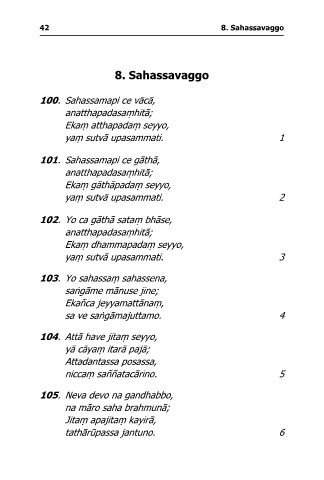 42 8. Sahassavaggo
8. Sahassavaggo
100. Sahassamapi ce vācā,
anatthapadasaṃhitā;
Ekaṃ atthapadaṃ seyyo,
yaṃ sutvā upasammati. 1
101. Sahassamapi ce gāthā,
anatthapadasaṃhitā;
Ekaṃ gāthāpadaṃ seyyo,
yaṃ sutvā upasammati. 2
102. Yo ca gāthā sataṃ bhāse,
anatthapadasaṃhitā;
Ekaṃ dhammapadaṃ seyyo,
yaṃ sutvā upasammati. 3
103. Yo sahassaṃ sahassena,
saṅgāme mānuse jine;
Ekañca jeyyamattānaṃ,
sa ve saṅgāmajuttamo. 4
104. Attā have jitaṃ seyyo,
yā cāyaṃ itarā pajā;
Attadantassa posassa,
niccaṃ saññatacārino. 5
105. Neva devo na gandhabbo,
na māro saha brahmunā;
Jitaṃ apajitaṃ kayirā,
tathārūpassa jantuno. 6